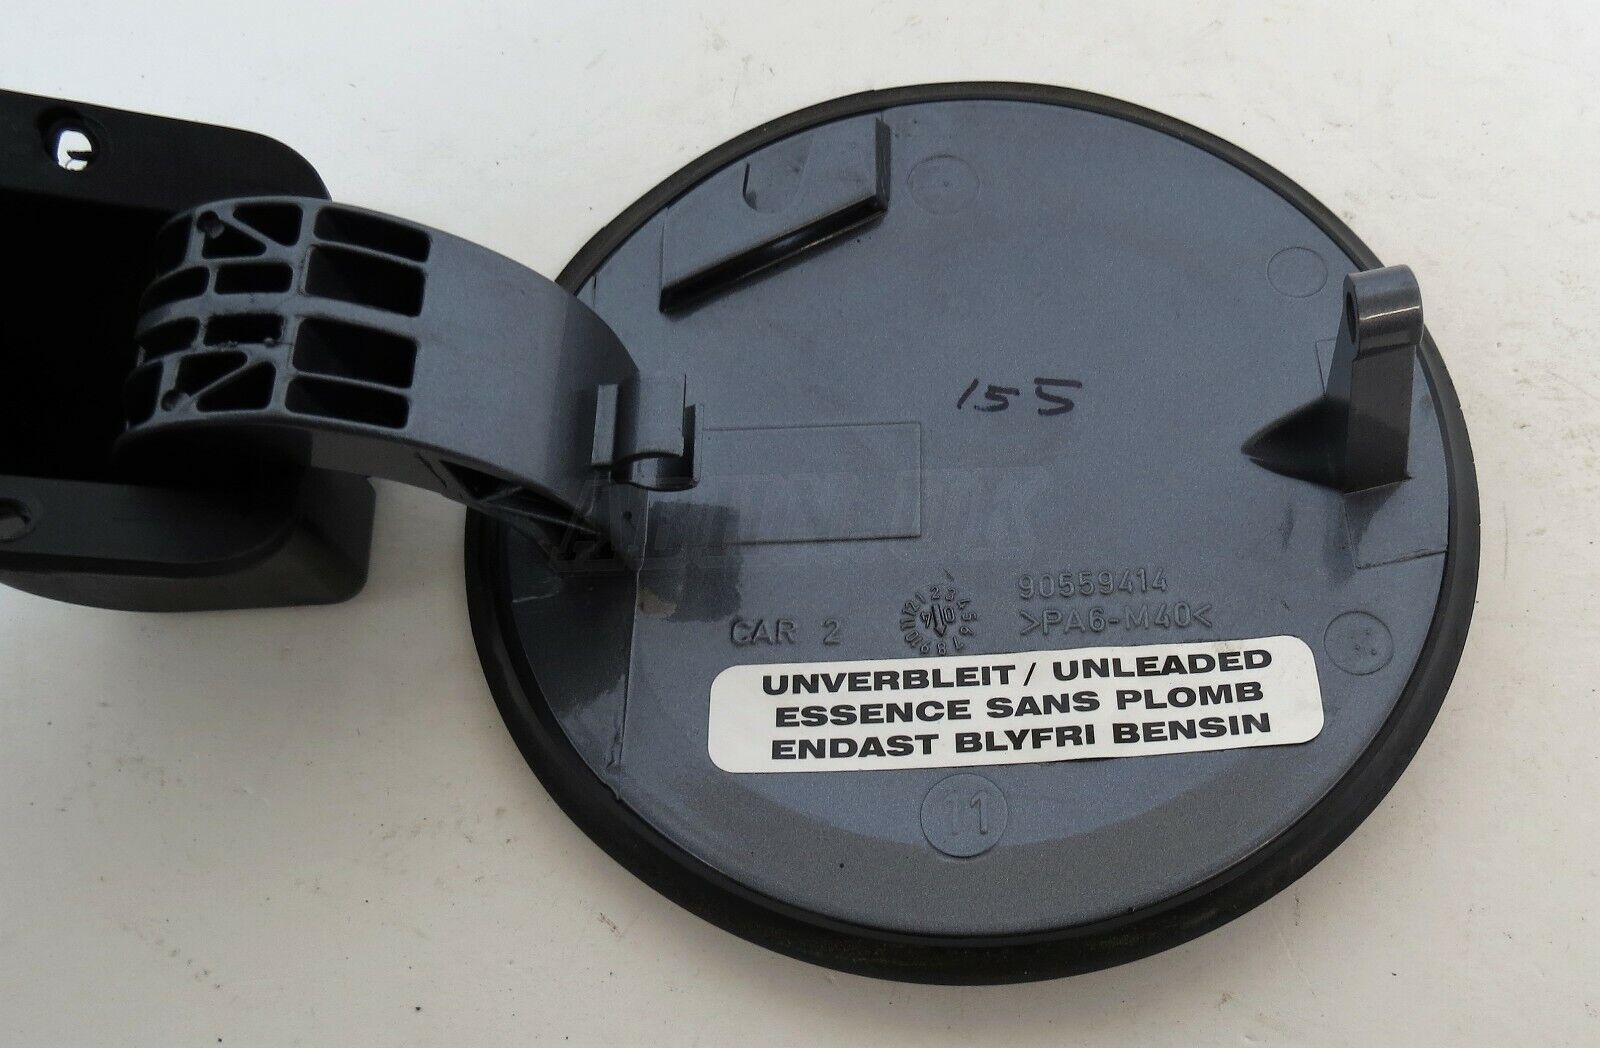 155
90559414
CAR 2
>PA6-M40<
UNVERBLEIT / UNLEADED
ESSENCE SANS PLOMB
ENDAST BLYFRI BENSIN
11